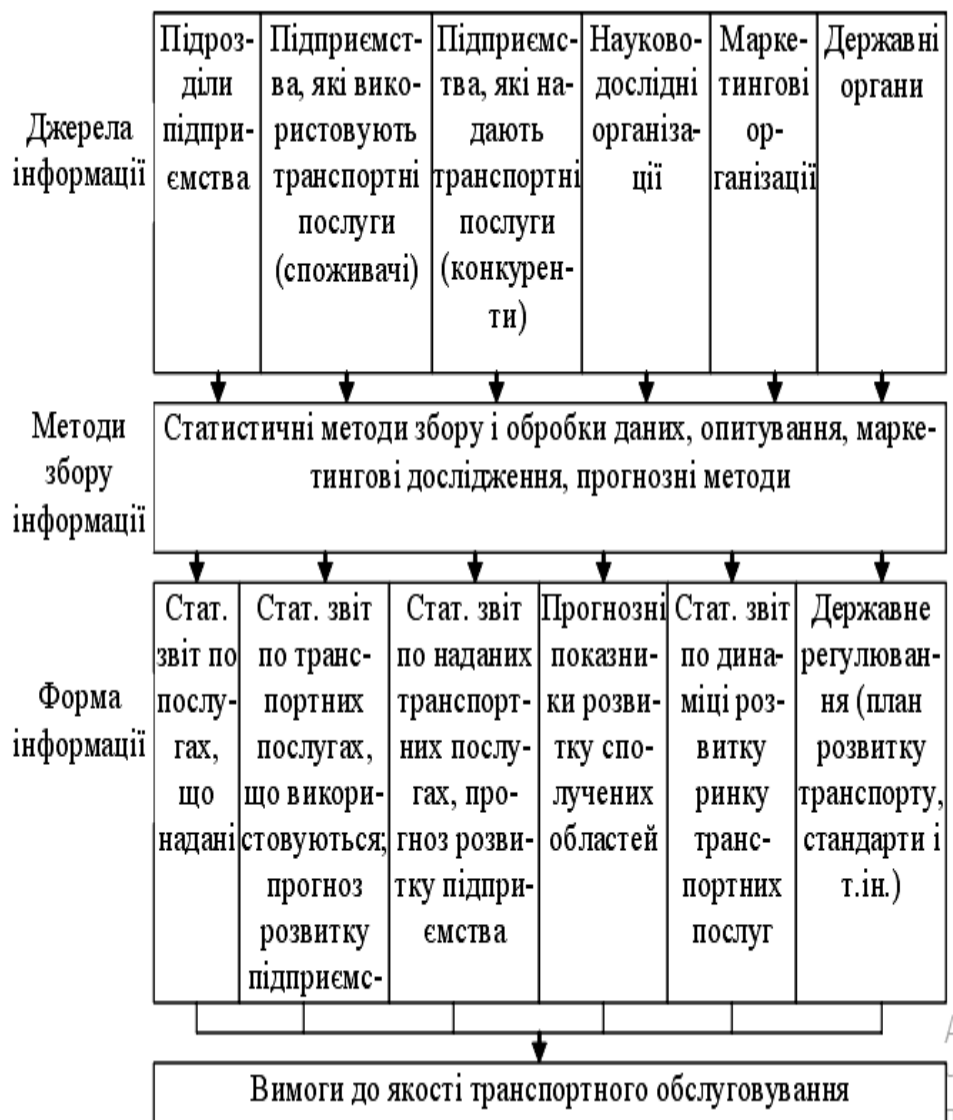 Джерела
інформації
Підроз-
діли
підпри-
ємства
Підприємст-
ва, які вико-
ристовують
транспортні
послуги
(споживачі)
Підприємс-
тва, які на-
дають
транспортні
послуги
(конкурен-
ти)
Науково-
дослідні
організа-
ції
Марке-
тингові
ор-
ганізації
Державні
органи
Методи
збору
інформації
Статистичні методи збору і обробки даних, опитування, марке-
тингові дослідження, прогнозні методи
Форма
інформації
Стат.
звіт по
послу-
гах,
що
надані
Стат. звіт
по транс-
портних
послугах,
що викори-
стовуються;
прогноз
розвитку
підприємс-
Стат. звіт
по наданих
транспорт-
них послу-
гах, про-
гноз розви-
тку підпри-
ємства
Прогнозні
показни-
ки розви-
тку спо-
лучених
областей
Стат. звіт
по дина-
міці роз-
витку
ринку
транс-
портних
послуг
Державне
регулюван-
ня (план
розвитку
транспорту,
стандарти і
т.ін.)
Вимоги до якості транспортного обслуговування